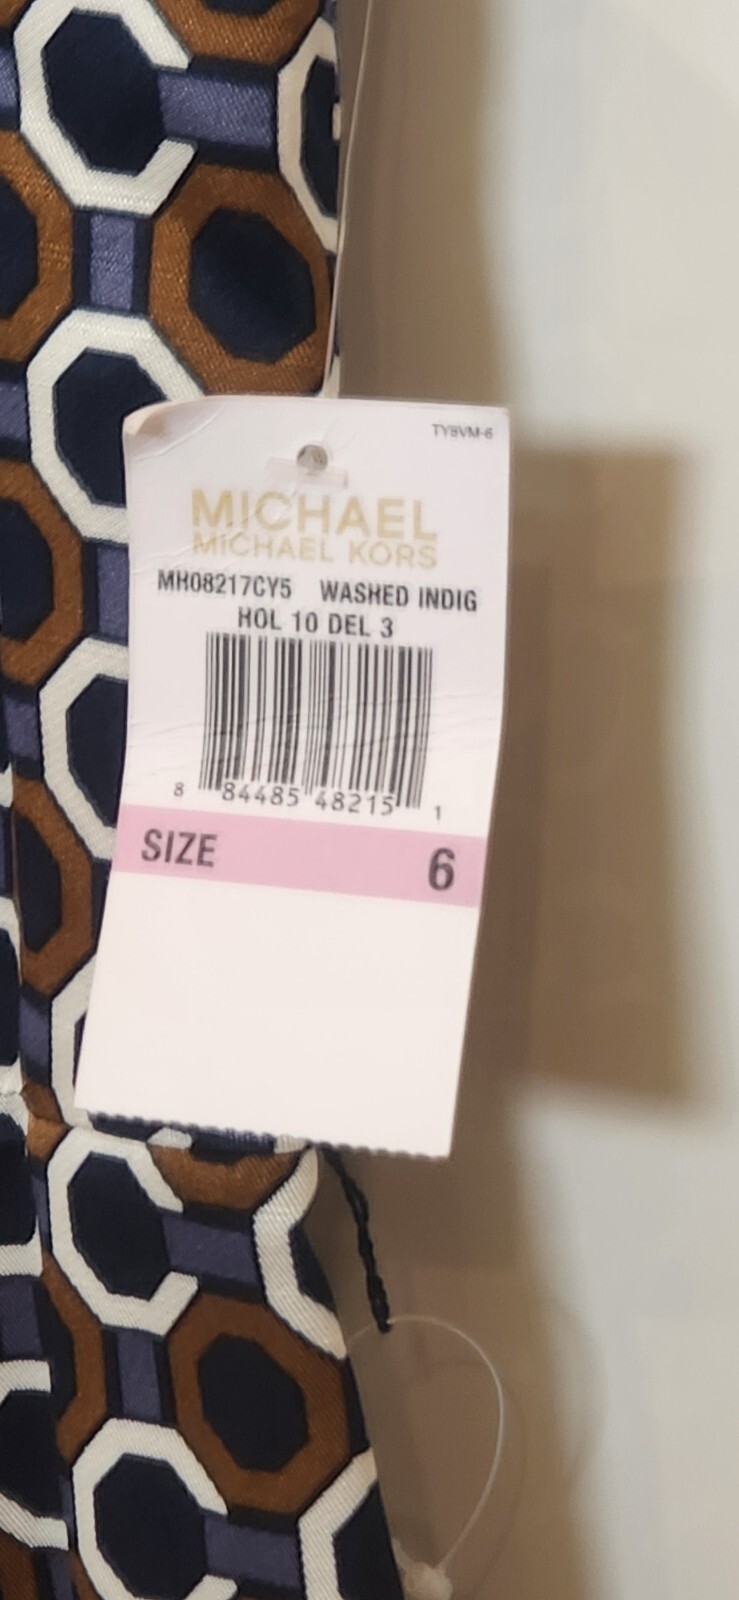 TY8VM-6
MICHAEL
MICHAEL KORS
MH08217CY5 WASHED INDIG
HOL 10 DEL 3
8 84485 48215 1
SIZE 6